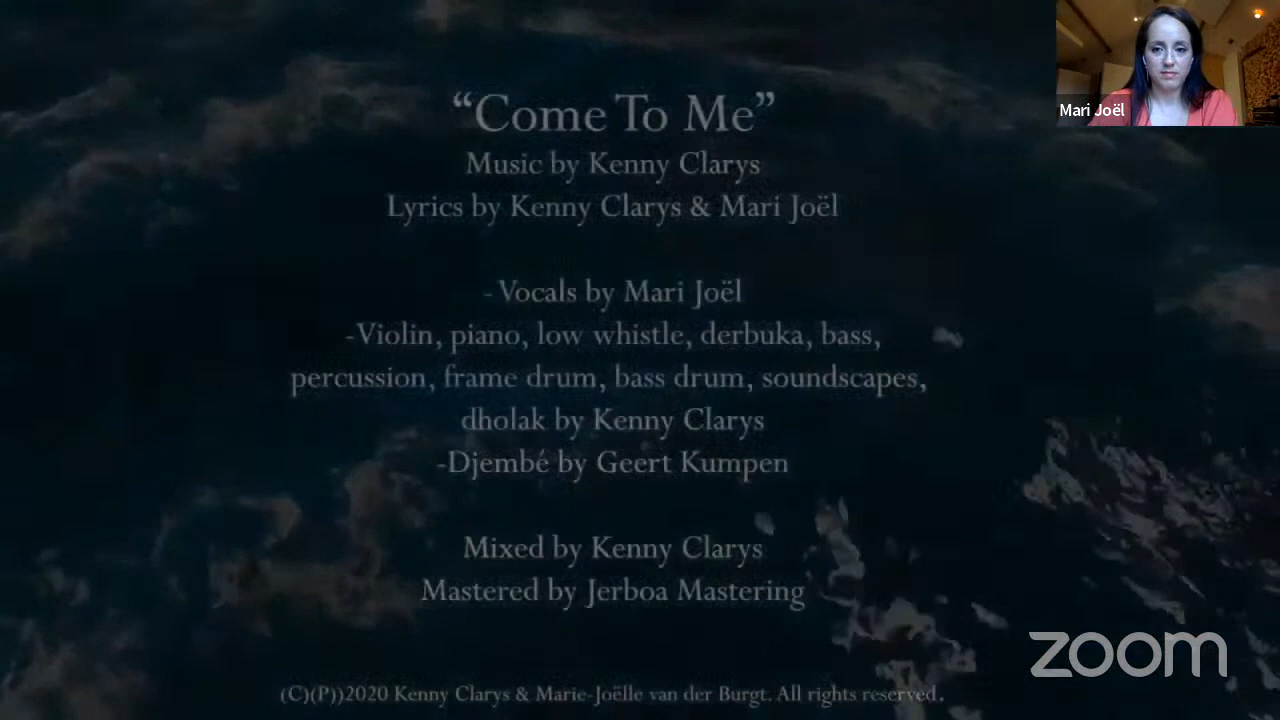 “Come To Me”
Mari Joël
Music by Kenny Clarys
Lyrics by Kenny Clarys & Mari Joël
- Vocals by Mari Joël
-Violin, piano, low whistle, derbuka, bass,
percussion, frame drum, bass drum, soundscapes,
dholak by Kenny Clarys
-Djembé by Geert Kumpen
Mixed by Kenny Clarys
Mastered by Jerboa Mastering
zoom
(C)(P))2020 Kenny Clarys & Marie-Joëlle van der Burgt. All rights reserved.